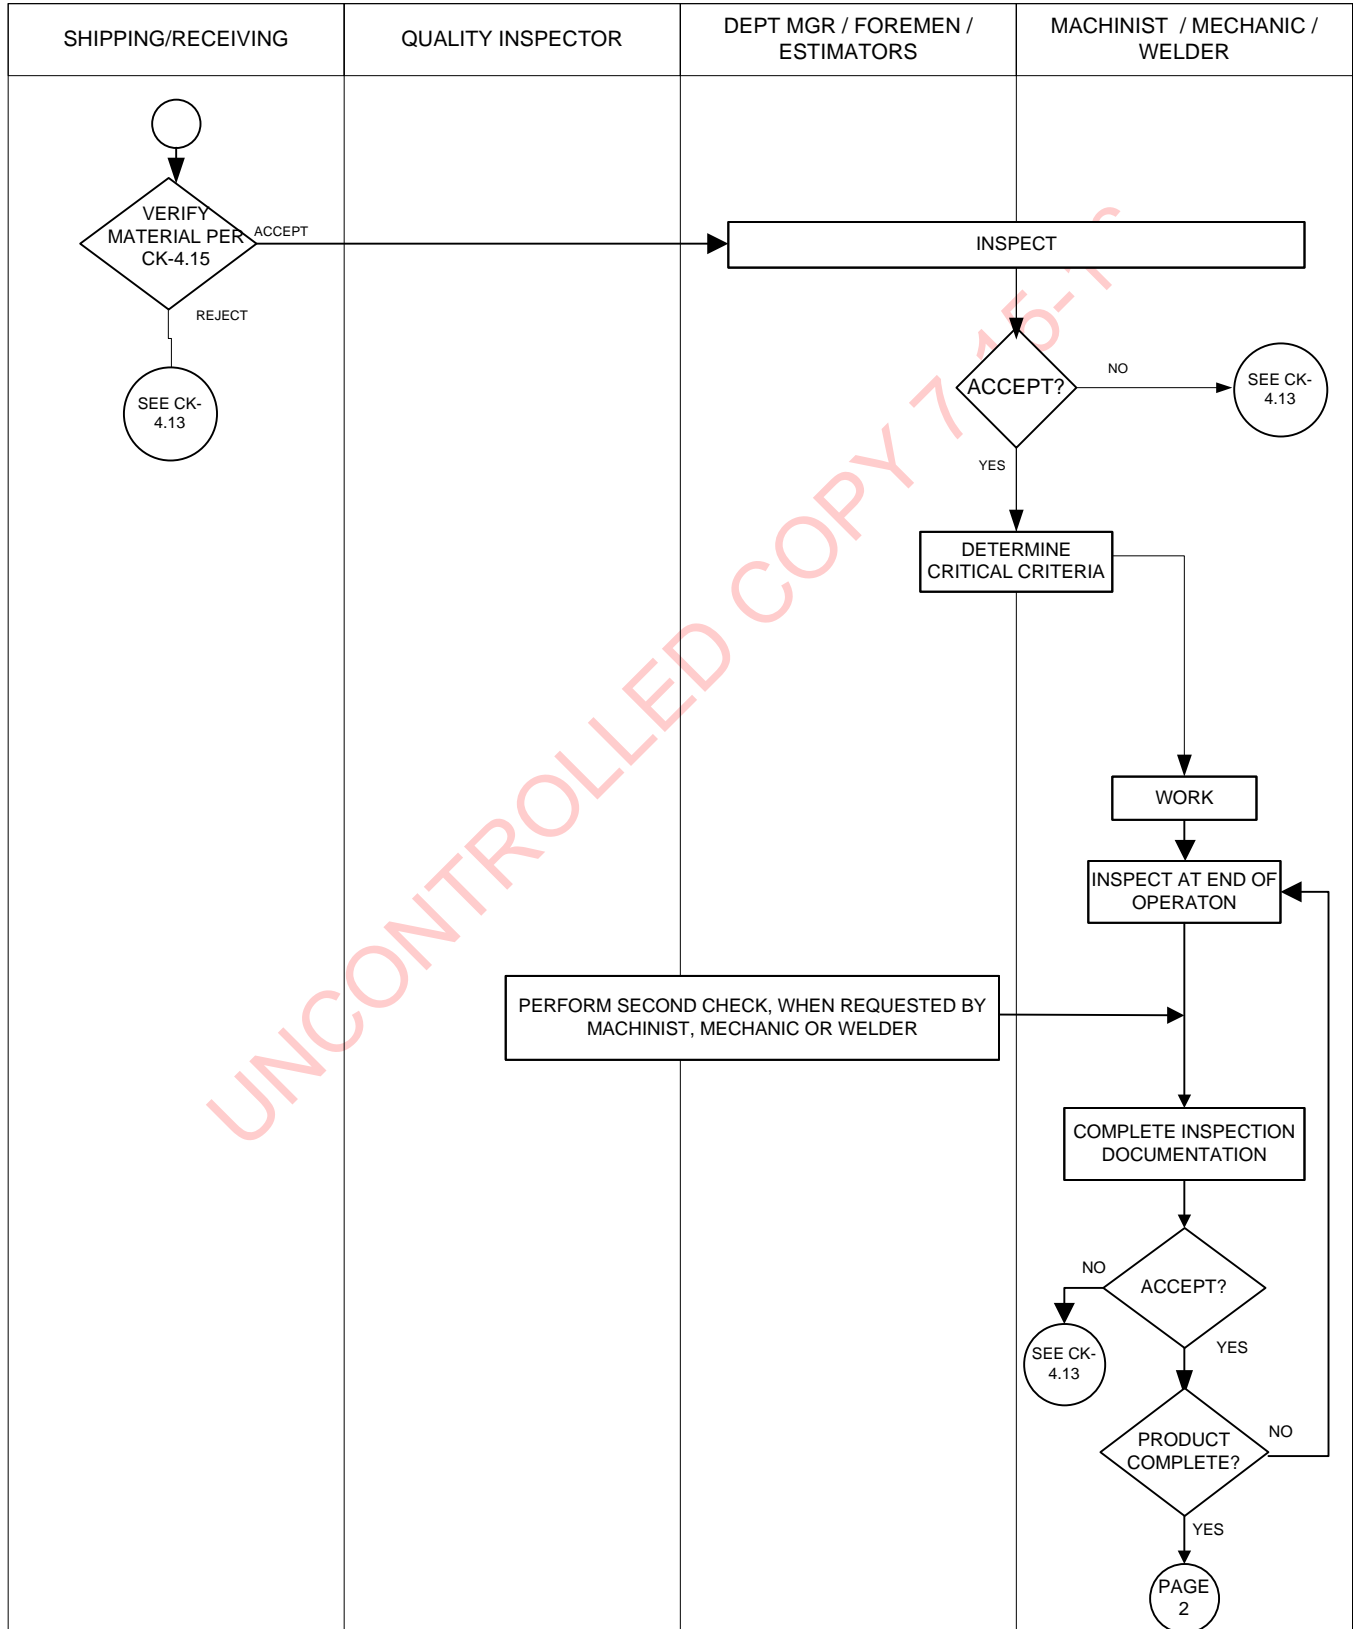 SHIPPING/RECEIVING
QUALITY INSPECTOR
DEPT MGR / FOREMEN /
ESTIMATORS
MACHINIST / MECHANIC /
WELDER
VERIFY
MATERIAL PER
CK-4.15
ACCEPT
REJECT
SEE CK-
4.13
INSPECT
ACCEPT?
NO
SEE CK-
4.13
YES
DETERMINE
CRITICAL CRITERIA
WORK
INSPECT AT END OF
OPERATON
PERFORM SECOND CHECK, WHEN REQUESTED BY
MACHINIST, MECHANIC OR WELDER
COMPLETE INSPECTION
DOCUMENTATION
ACCEPT?
NO
SEE CK-
4.13
YES
PRODUCT
COMPLETE?
NO
YES
PAGE
2
UNCONTROLLED COPY